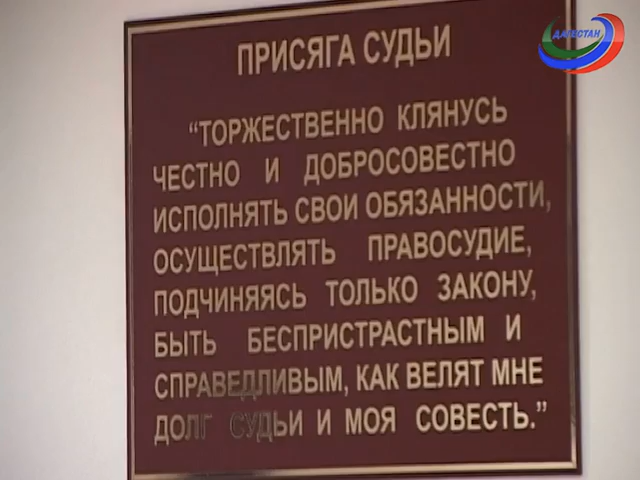 ДАГЕСТАН
ПРИСЯГА СУДЬИ
“ТОРЖЕСТВЕННО КЛЯНУСЬ
ЧЕСТНО И ДОБРОСОВЕСТНО
ИСПОЛНЯТЬ СВОИ ОБЯЗАННОСТИ,
ОСУЩЕСТВЛЯТЬ ПРАВОСУДИЕ,
ПОДЧИНЯЯСЬ ТОЛЬКО ЗАКОНУ,
БЫТЬ БЕСПРИСТРАСТНЫМ И
СПРАВЕДЛИВЫМ, КАК ВЕЛЯТ МНЕ
ДОЛГ СУДЬИ И МОЯ СОВЕСТЬ.”